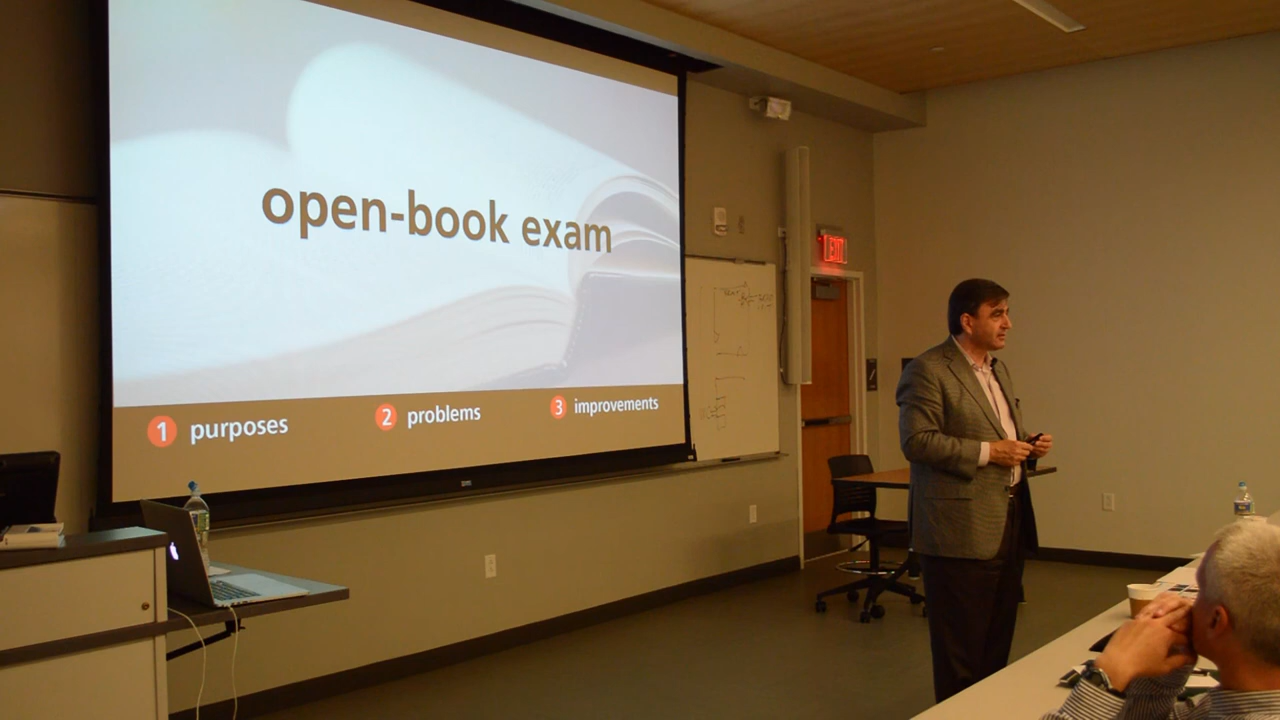 open-book exam
1 purposes
2 problems
3 improvements
EXIT